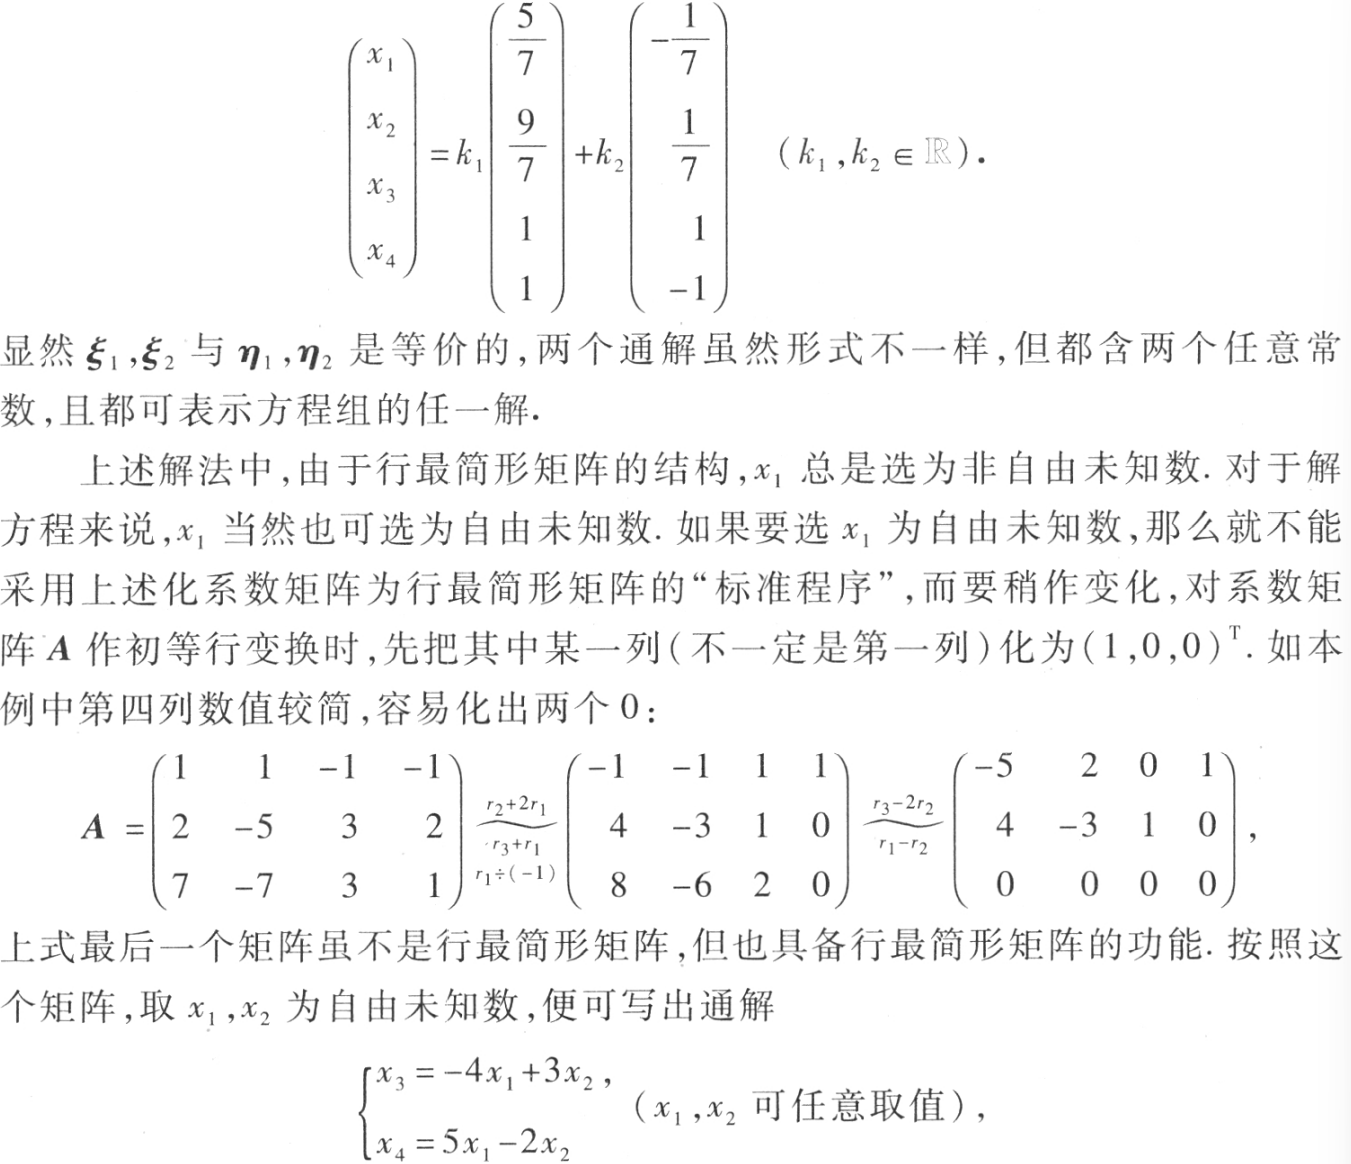 $$\begin{pmatrix} x_1 \\ x_2 \\ x_3 \\ x_4 \end{pmatrix} = k_1 \begin{pmatrix} \dfrac{5}{7} \\ \dfrac{9}{7} \\ 1 \\ 1 \end{pmatrix} + k_2 \begin{pmatrix} -\dfrac{1}{7} \\ \dfrac{1}{7} \\ 1 \\ -1 \end{pmatrix} \quad (k_1, k_2 \in \mathbb{R}).$$
显然 $\boldsymbol{\xi}_1,\boldsymbol{\xi}_2$ 与 $\boldsymbol{\eta}_1,\boldsymbol{\eta}_2$ 是等价的,两个通解虽然形式不一样,但都含两个任意常
数,且都可表示方程组的任一解.
上述解法中,由于行最简形矩阵的结构,$x_1$ 总是选为非自由未知数. 对于解
方程来说,$x_1$ 当然也可选为自由未知数. 如果要选 $x_1$ 为自由未知数,那么就不能
采用上述化系数矩阵为行最简形矩阵的“标准程序”,而要稍作变化,对系数矩
阵 $\boldsymbol{A}$ 作初等行变换时,先把其中某一列(不一定是第一列)化为$(1,0,0)^{\mathrm{T}}$. 如本
例中第四列数值较简,容易化出两个 0:
$$\boldsymbol{A} = \begin{pmatrix} 1 & 1 & -1 & -1 \\ 2 & -5 & 3 & 2 \\ 7 & -7 & 3 & 1 \end{pmatrix} \underset{\substack{r_3+r_1 \\ r_1\div(-1)}}{\overset{r_2+2r_1}{\sim}} \begin{pmatrix} -1 & -1 & 1 & 1 \\ 4 & -3 & 1 & 0 \\ 8 & -6 & 2 & 0 \end{pmatrix} \underset{r_1-r_2}{\overset{r_3-2r_2}{\sim}} \begin{pmatrix} -5 & 2 & 0 & 1 \\ 4 & -3 & 1 & 0 \\ 0 & 0 & 0 & 0 \end{pmatrix},$$
上式最后一个矩阵虽不是行最简形矩阵,但也具备行最简形矩阵的功能. 按照这
个矩阵,取 $x_1,x_2$ 为自由未知数,便可写出通解
$$\begin{cases} x_3 = -4x_1+3x_2, \\ x_4 = 5x_1-2x_2 \end{cases} (x_1,x_2 \text{ 可任意取值}),$$